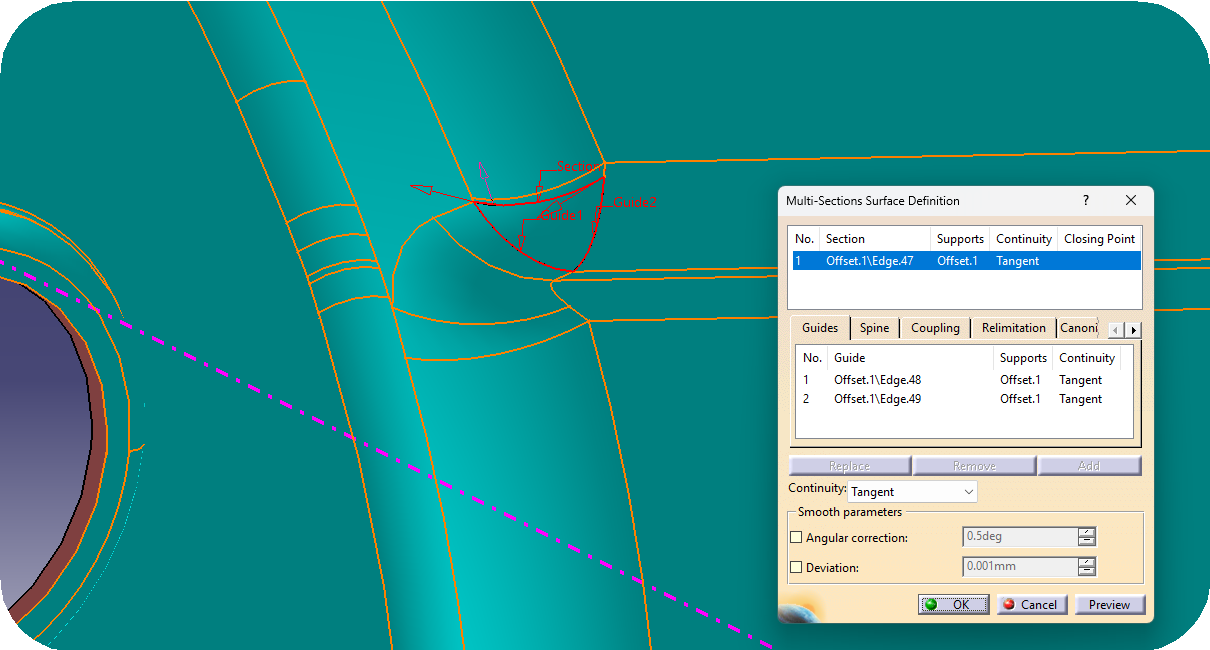 Section
Guide1
Guide2
Multi-Sections Surface Definition ?
No. Section Supports Continuity Closing Point
1 Offset.1\Edge.47 Offset.1 Tangent
Guides Spine Coupling Relimitation Canoni
No. Guide Supports Continuity
1 Offset.1\Edge.48 Offset.1 Tangent
2 Offset.1\Edge.49 Offset.1 Tangent
Replace Remove Add
Continuity: Tangent
Smooth parameters
Angular correction: 0.5deg
Deviation: 0.001mm
OK Cancel Preview